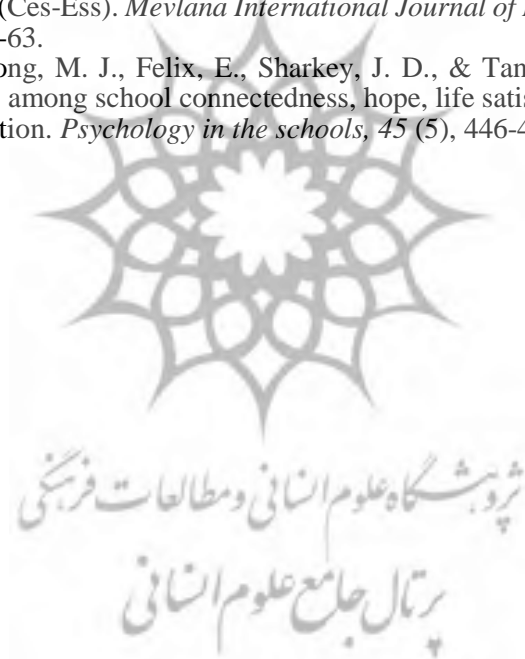 (Ces-Ess). Mevlana International Journal of
-63.
ong, M. J., Felix, E., Sharkey, J. D., & Tan
among school connectedness, hope, life satis
tion. Psychology in the schools, 45 (5), 446-4
پژوهشگاه علوم انسانی و مطالعات فرهنگی
پرتال جامع علوم انسانی